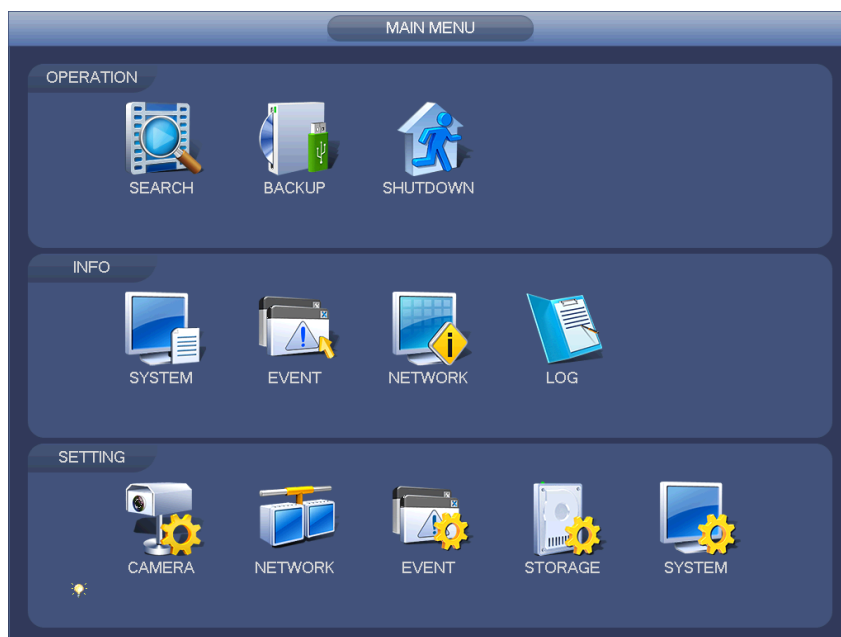 MAIN MENU
OPERATION
SEARCH BACKUP SHUTDOWN
INFO
SYSTEM EVENT NETWORK LOG
SETTING
CAMERA NETWORK EVENT STORAGE SYSTEM